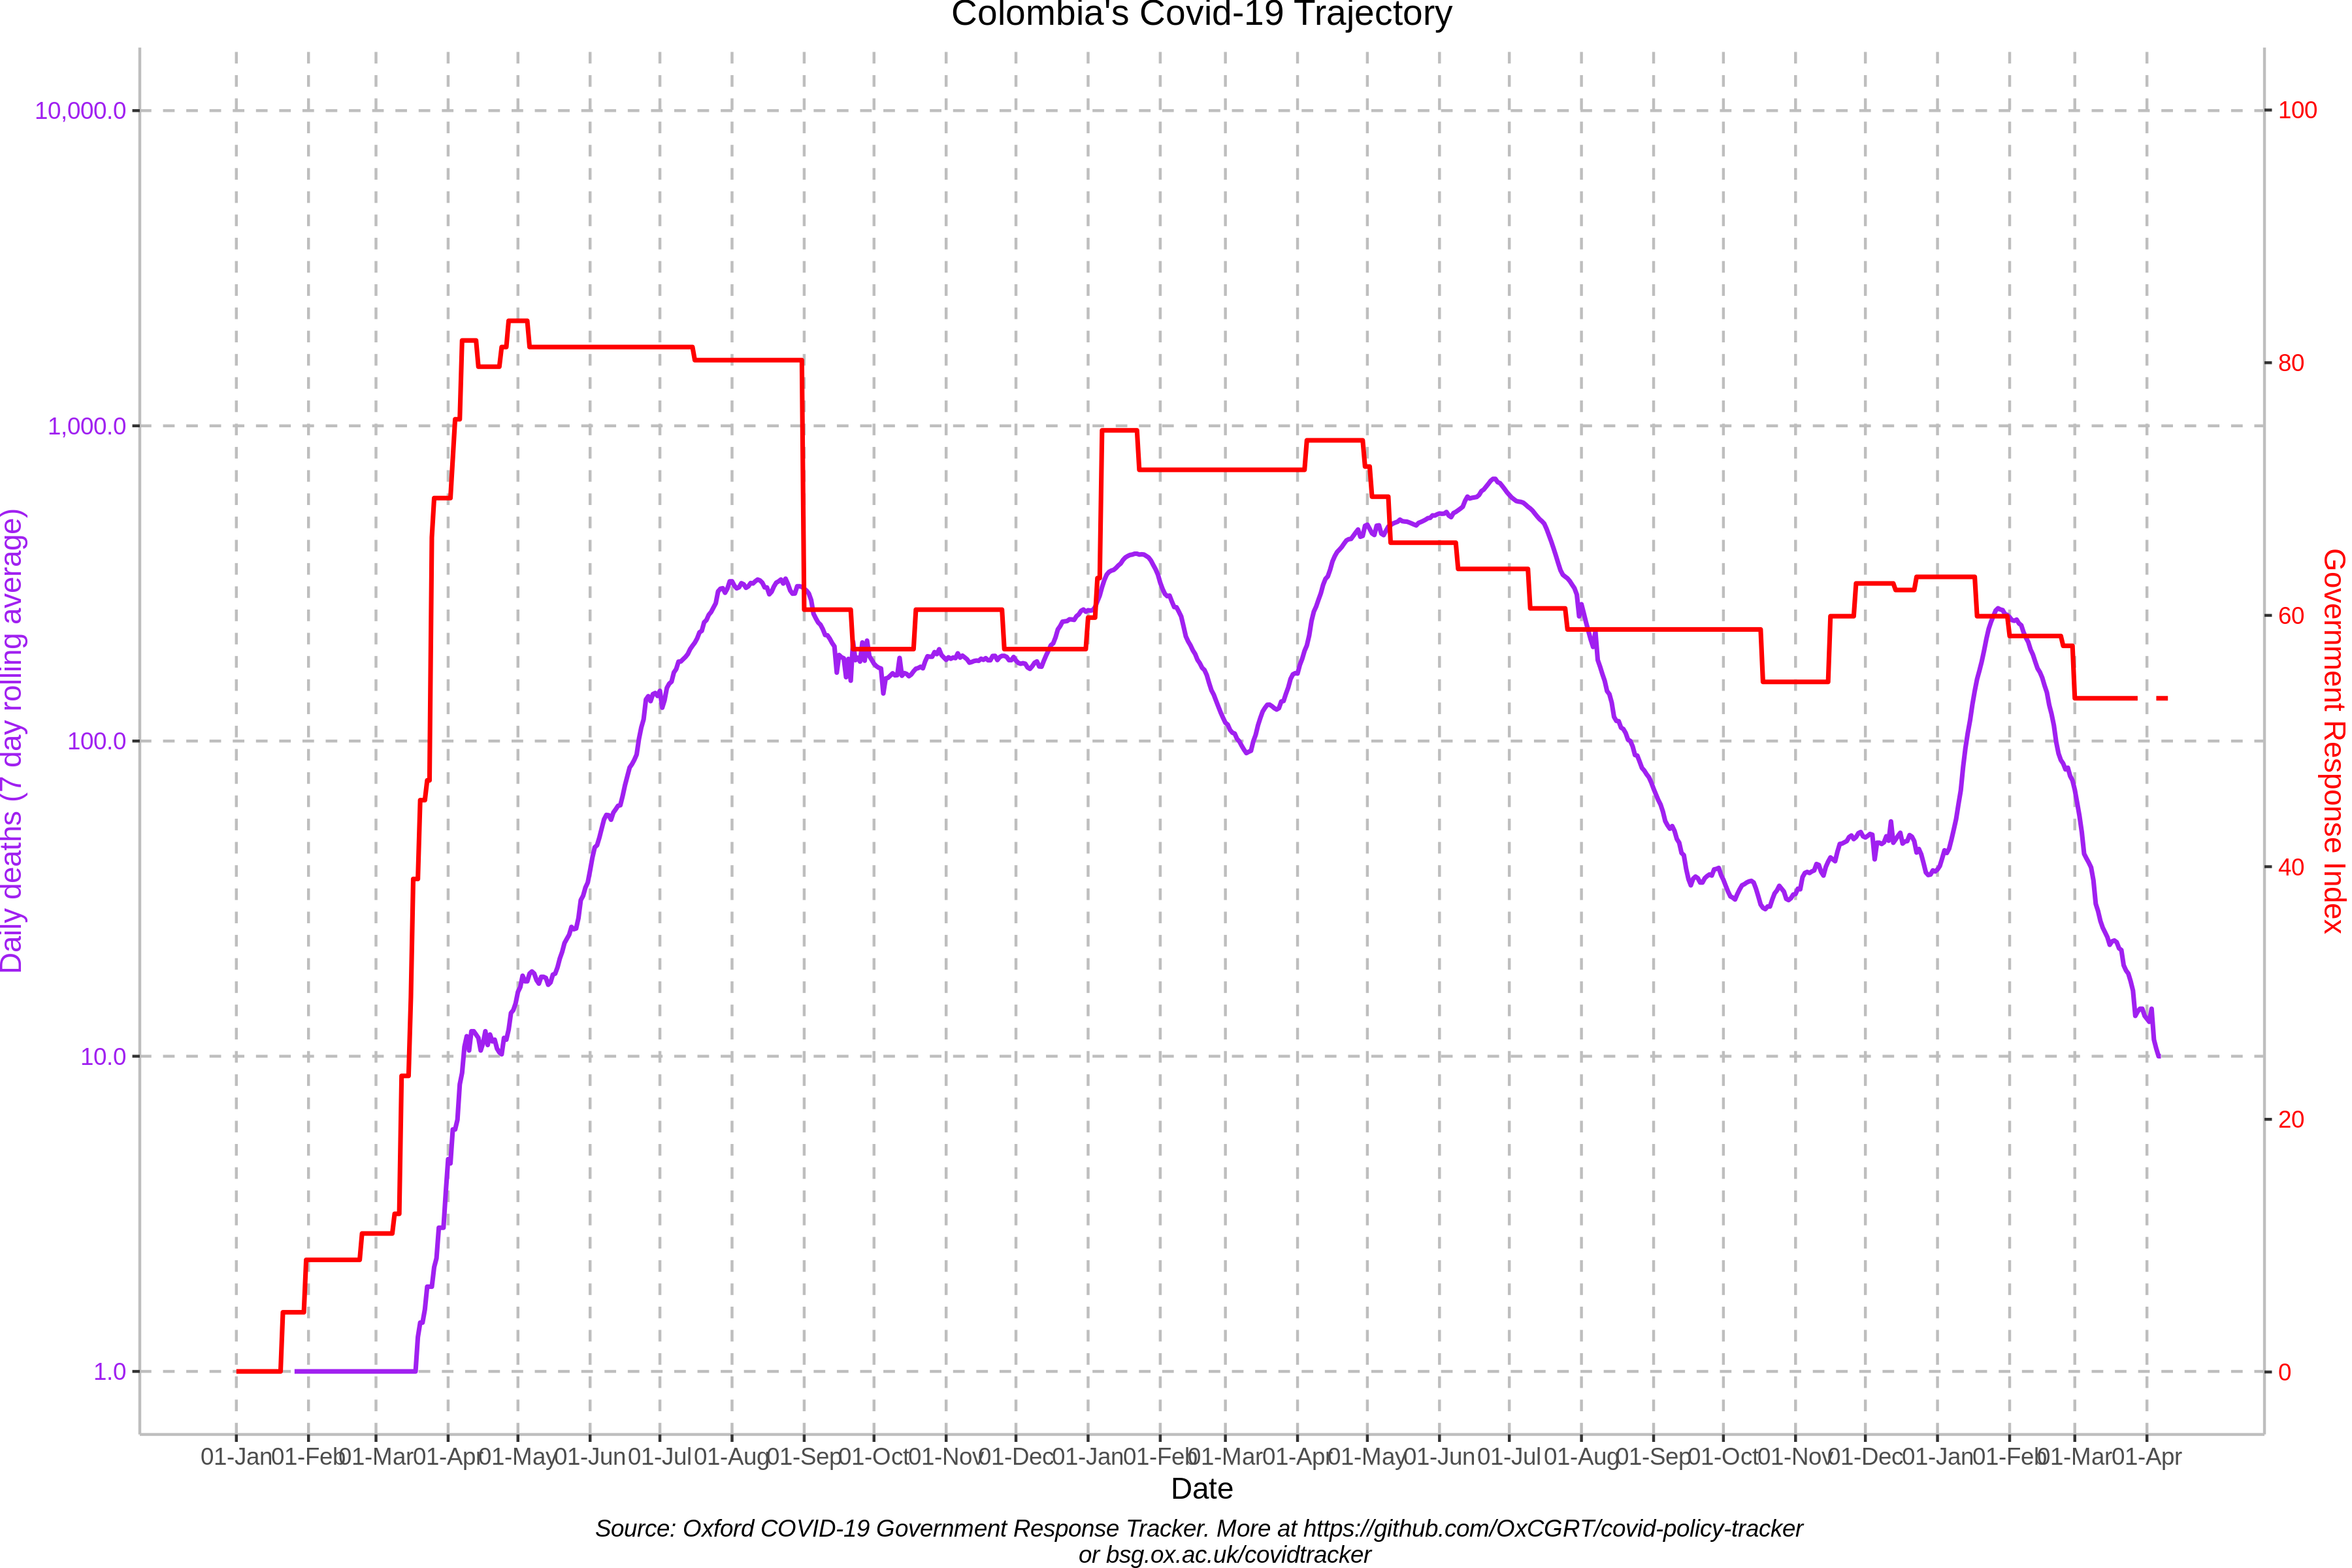 Colombia's Covid-19 Trajectory
10,000.0
1,000.0
100.0
10.0
1.0
Daily deaths (7 day rolling average)
100
80
60
40
20
0
Government Response Index
01-Jan 01-Feb 01-Mar 01-Apr 01-May 01-Jun 01-Jul 01-Aug 01-Sep 01-Oct 01-Nov 01-Dec 01-Jan 01-Feb 01-Mar 01-Apr 01-May 01-Jun 01-Jul 01-Aug 01-Sep 01-Oct 01-Nov 01-Dec 01-Jan 01-Feb 01-Mar 01-Apr
Date
Source: Oxford COVID-19 Government Response Tracker. More at https://github.com/OxCGRT/covid-policy-tracker
or bsg.ox.ac.uk/covidtracker